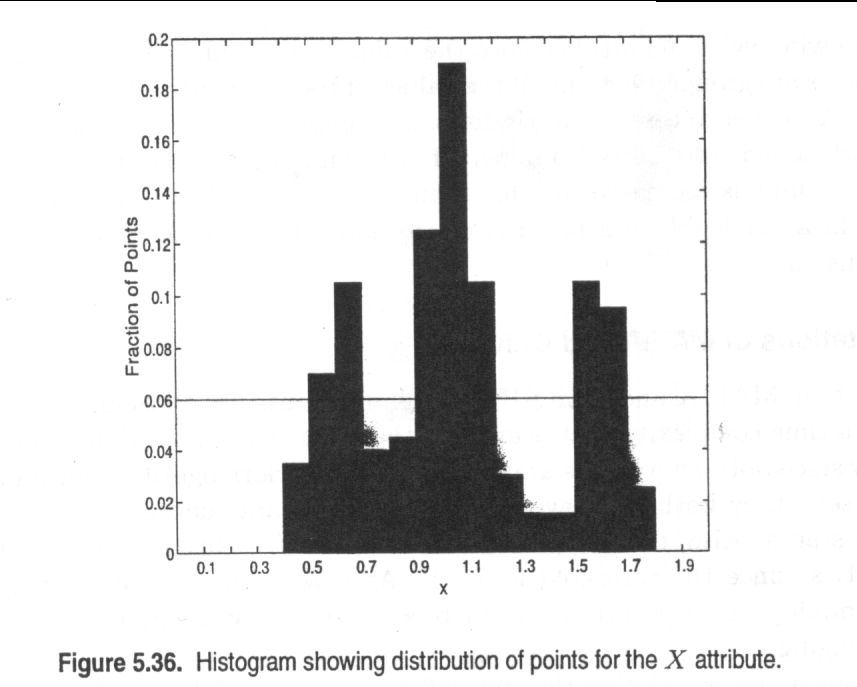 0.2
0.18
0.16
0.14
0.12
0.1
0.08
0.06
0.04
0.02
0
Fraction of Points
0.1 0.3 0.5 0.7 0.9 1.1 1.3 1.5 1.7 1.9
X
Figure 5.36. Histogram showing distribution of points for the X attribute.